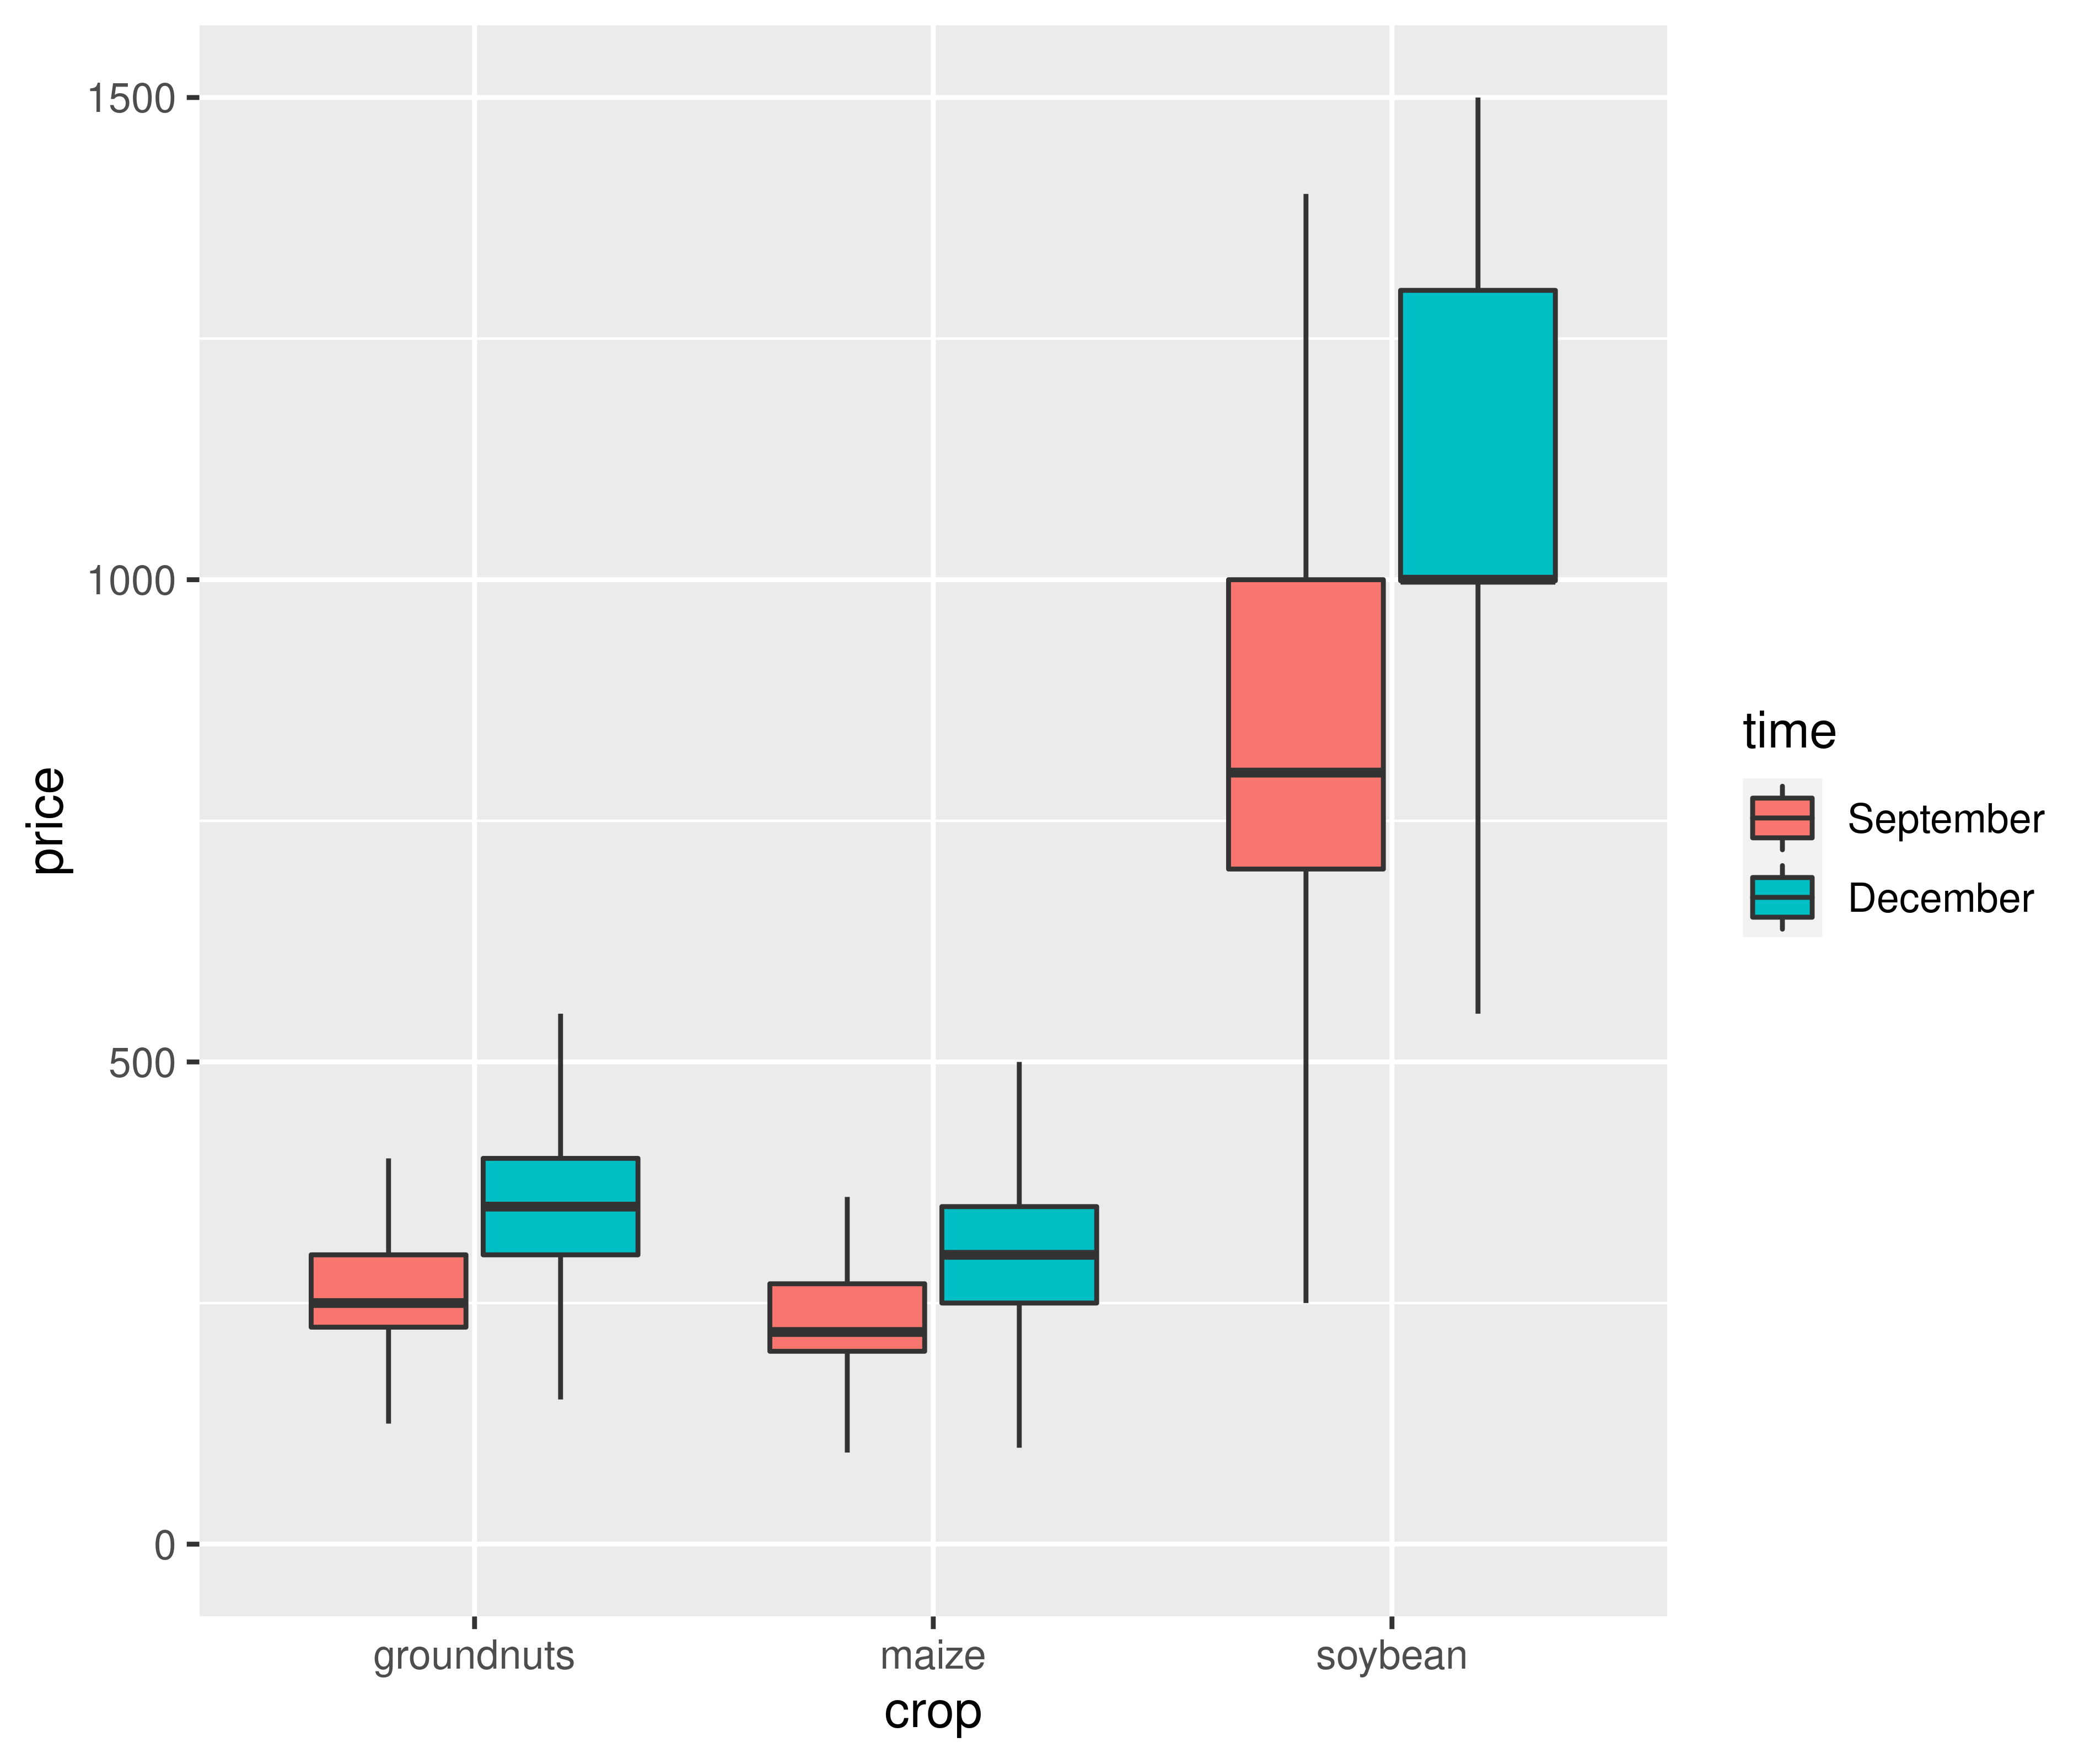 price
1500
1000
500
0
groundnuts
maize
soybean
crop
time
September
December